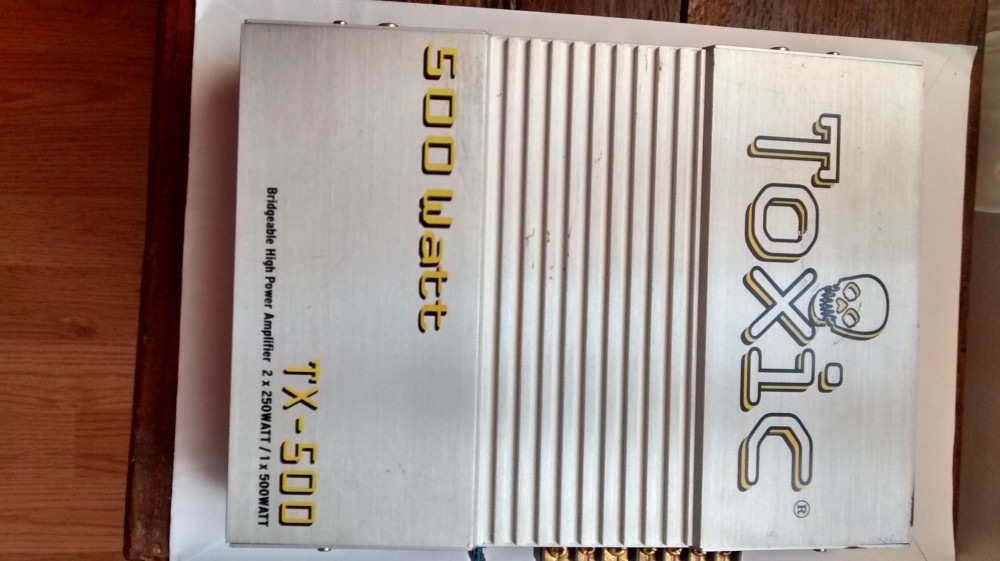 Toxic®
500 Watt
TX-500
Bridgeable High Power Amplifier 2 x 250WATT / 1 x 500WATT